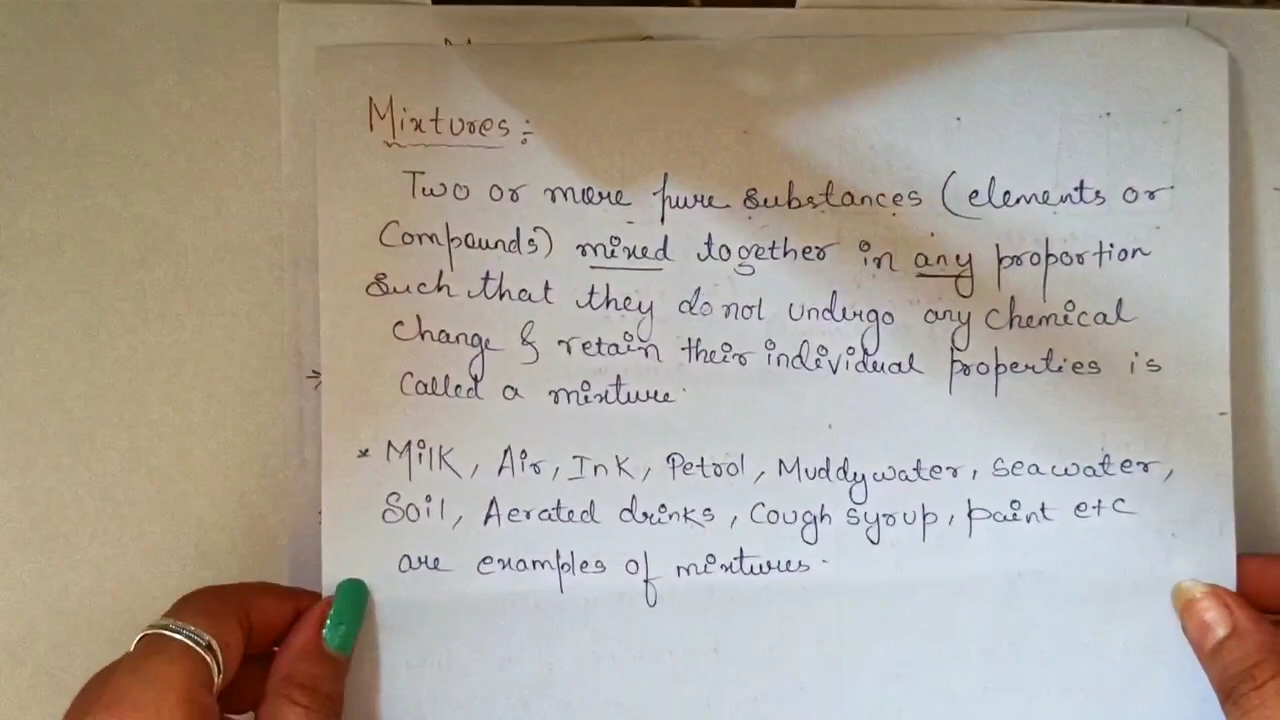 Mixtures :
Two or more pure substances (elements or
Compounds) mixed together in any proportion
Such that they do not undergo any chemical
change & retain their individual properties is
called a mixture.
* Milk, Air, Ink, Petrol, Muddy water, Sea water,
Soil, Aerated drinks, Cough syrup, paint etc
are examples of mixtures.